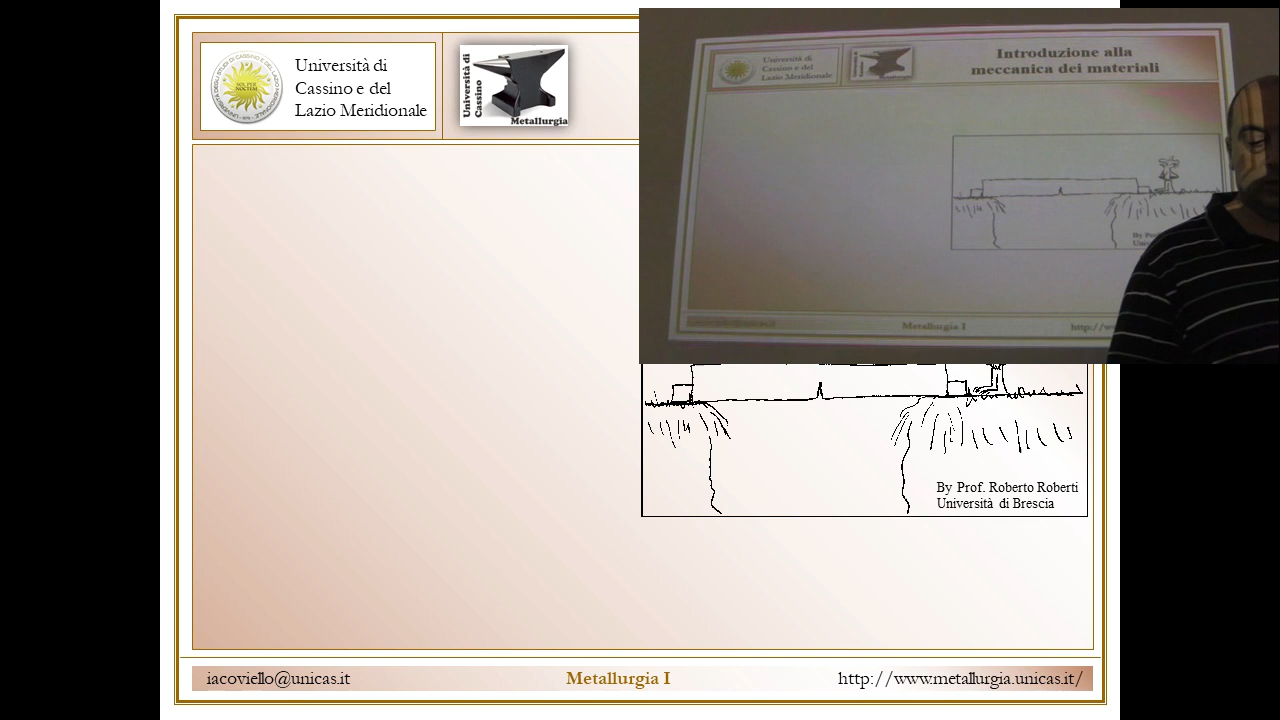 Università di
Cassino e del
Lazio Meridionale
Università di
Cassino
Metallurgia
Introduzione alla
meccanica dei materiali
Università di
Cassino e del
Lazio Meridionale
Metallurgia I
By Prof. Roberto Roberti
Università di Brescia
iacoviello@unicas.it
Metallurgia I
http://www.metallurgia.unicas.it/